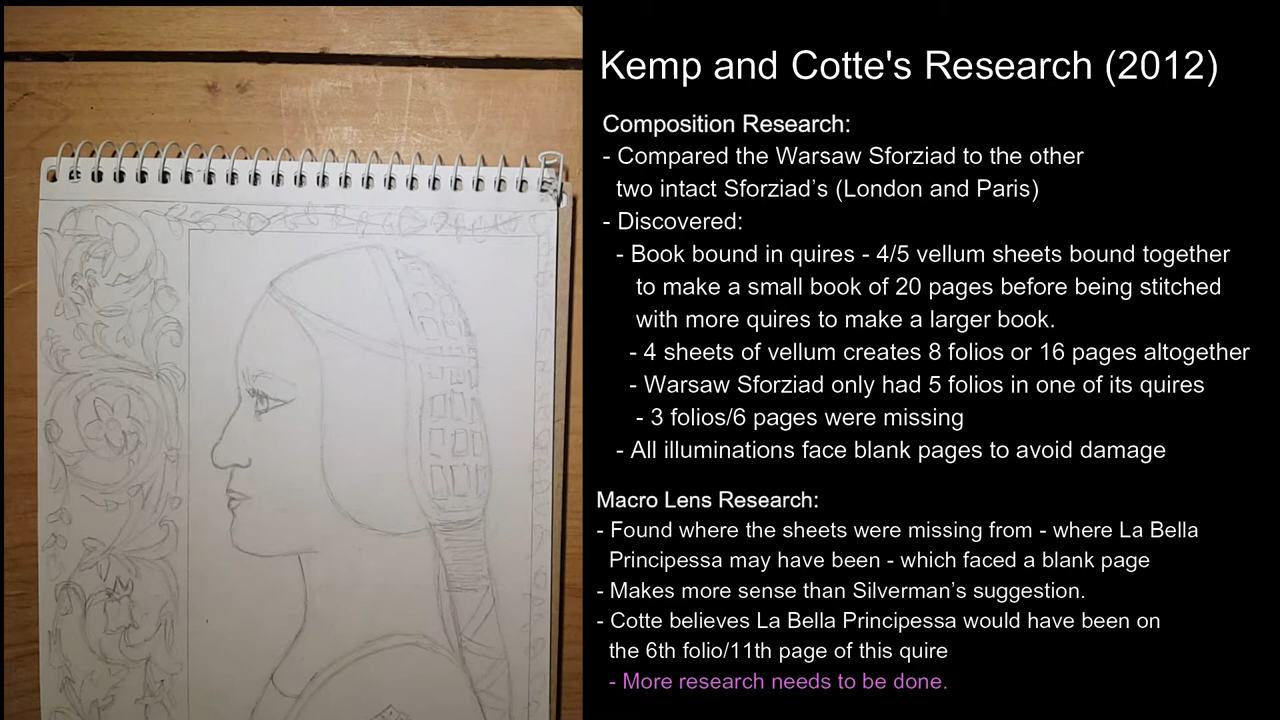 Kemp and Cotte's Research (2012)
Composition Research:
- Compared the Warsaw Sforziad to the other
two intact Sforziad’s (London and Paris)
- Discovered:
- Book bound in quires - 4/5 vellum sheets bound together
to make a small book of 20 pages before being stitched
with more quires to make a larger book.
- 4 sheets of vellum creates 8 folios or 16 pages altogether
- Warsaw Sforziad only had 5 folios in one of its quires
- 3 folios/6 pages were missing
- All illuminations face blank pages to avoid damage
Macro Lens Research:
- Found where the sheets were missing from - where La Bella
Principessa may have been - which faced a blank page
- Makes more sense than Silverman’s suggestion.
- Cotte believes La Bella Principessa would have been on
the 6th folio/11th page of this quire
- More research needs to be done.